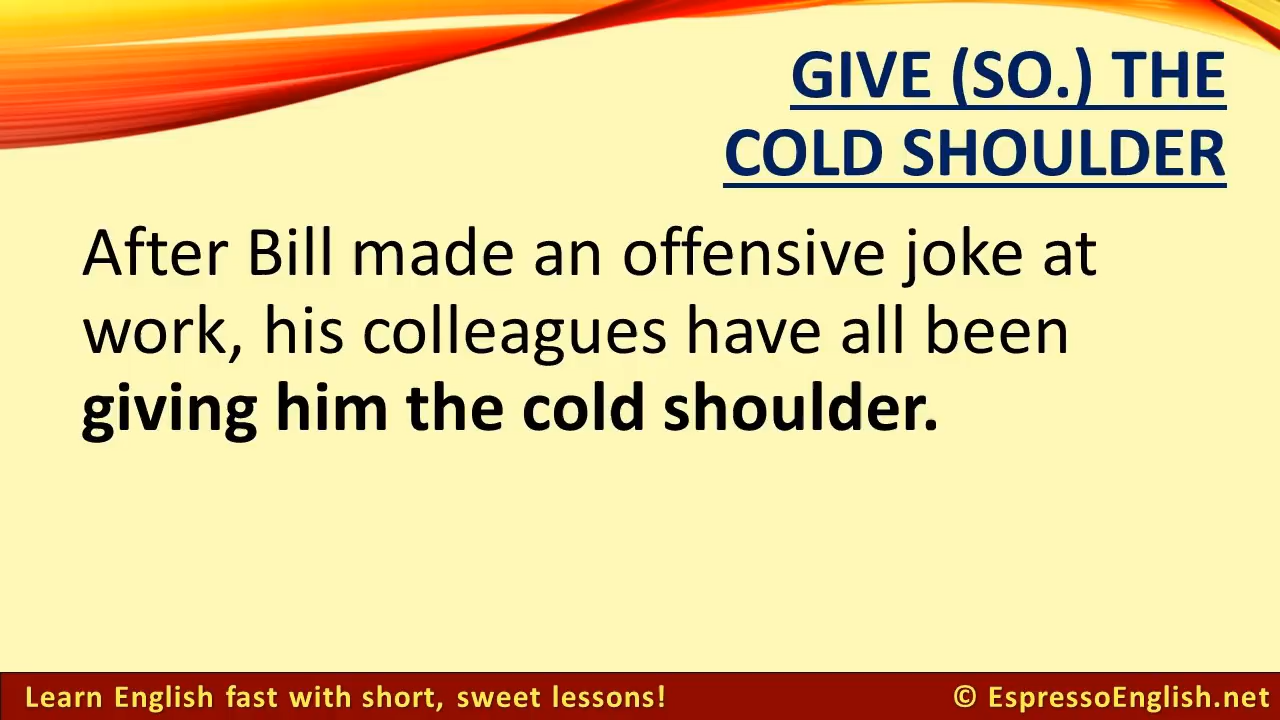 GIVE (SO.) THE
COLD SHOULDER
After Bill made an offensive joke at
work, his colleagues have all been
giving him the cold shoulder.
Learn English fast with short, sweet lessons!
© EspressoEnglish.net